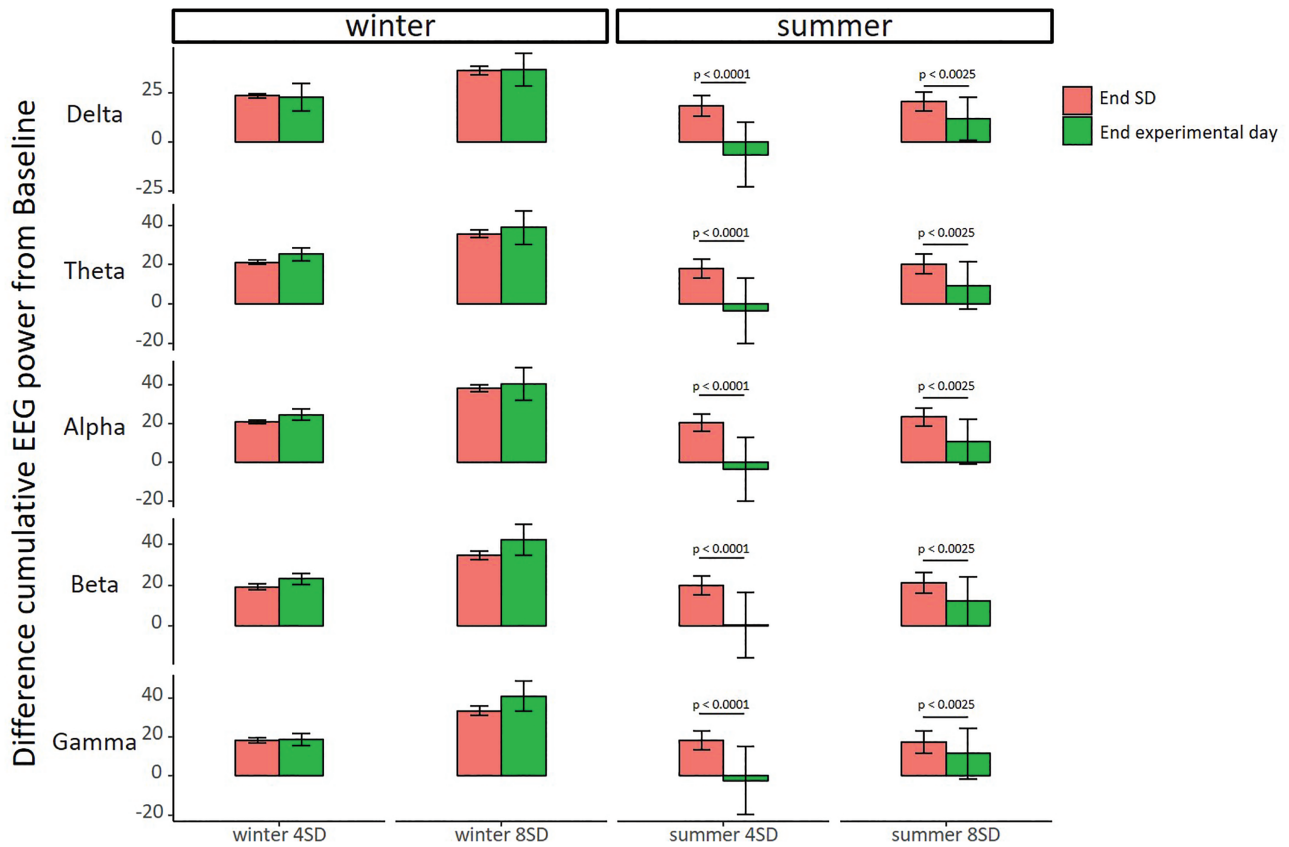 winter summer
Difference cumulative EEG power from Baseline
End SD
End experimental day
Delta
25
0
-25
p < 0.0001 p < 0.0025
Theta
40
20
0
-20
p < 0.0001 p < 0.0025
Alpha
40
20
0
-20
p < 0.0001 p < 0.0025
Beta
40
20
0
p < 0.0001 p < 0.0025
Gamma
40
20
0
-20
p < 0.0001 p < 0.0025
winter 4SD winter 8SD summer 4SD summer 8SD